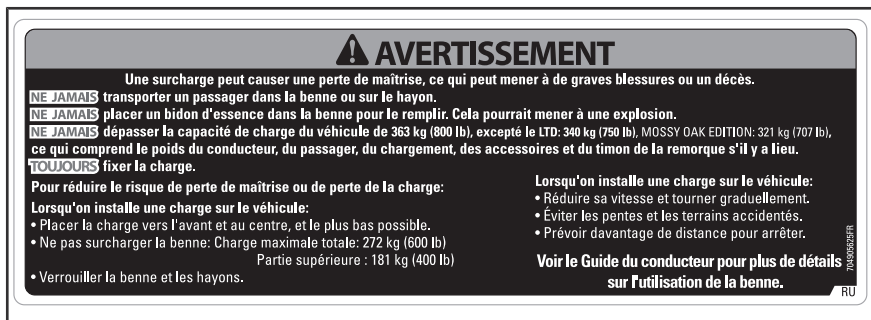 AVERTISSEMENT
Une surcharge peut causer une perte de maîtrise, ce qui peut mener à de graves blessures ou un décès.
NE JAMAIS transporter un passager dans la benne ou sur le hayon.
NE JAMAIS placer un bidon d'essence dans la benne pour le remplir. Cela pourrait mener à une explosion.
NE JAMAIS dépasser la capacité de charge du véhicule de 363 kg (800 lb), excepté le LTD: 340 kg (750 lb), MOSSY OAK EDITION: 321 kg (707 lb),
ce qui comprend le poids du conducteur, du passager, du chargement, des accessoires et du timon de la remorque s'il y a lieu.
TOUJOURS fixer la charge.
Pour réduire le risque de perte de maîtrise ou de perte de la charge:
Lorsqu'on installe une charge sur le véhicule:
• Placer la charge vers l'avant et au centre, et le plus bas possible.
• Ne pas surcharger la benne: Charge maximale totale: 272 kg (600 lb)
Partie supérieure : 181 kg (400 lb)
• Verrouiller la benne et les hayons.
Lorsqu'on installe une charge sur le véhicule:
• Réduire sa vitesse et tourner graduellement.
• Éviter les pentes et les terrains accidentés.
• Prévoir davantage de distance pour arrêter.
Voir le Guide du conducteur pour plus de détails
sur l'utilisation de la benne.
704905625FR
RU